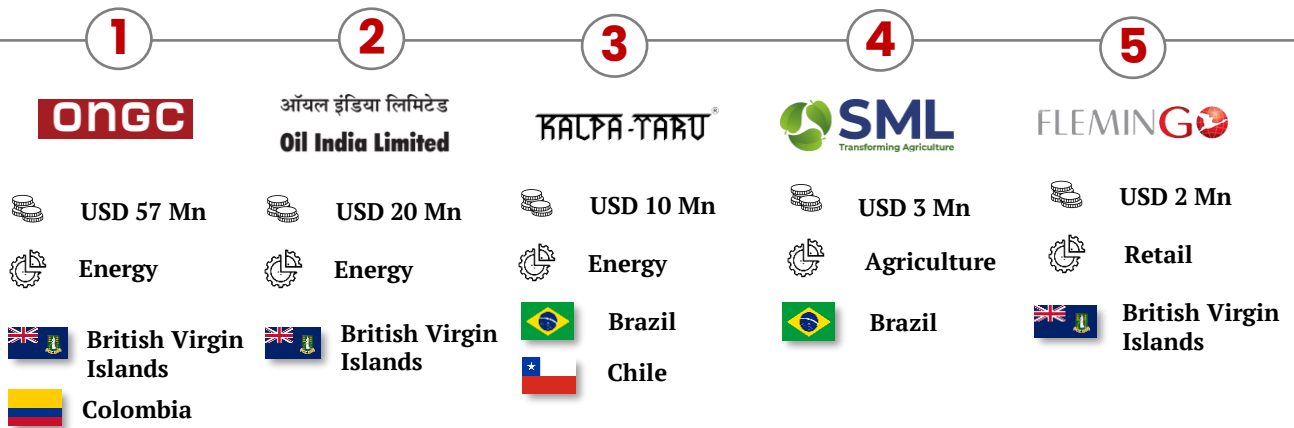 1
2
3
4
5
ONGC
ऑयल इंडिया लिमिटेड
Oil India Limited
KALPA-TARU®
SML
Transforming Agriculture
FLEMINGO
USD 57 Mn
USD 20 Mn
USD 10 Mn
USD 3 Mn
USD 2 Mn
Energy
Energy
Energy
Agriculture
Retail
British Virgin
Islands
British Virgin
Islands
Brazil
Brazil
British Virgin
Islands
Colombia
Chile